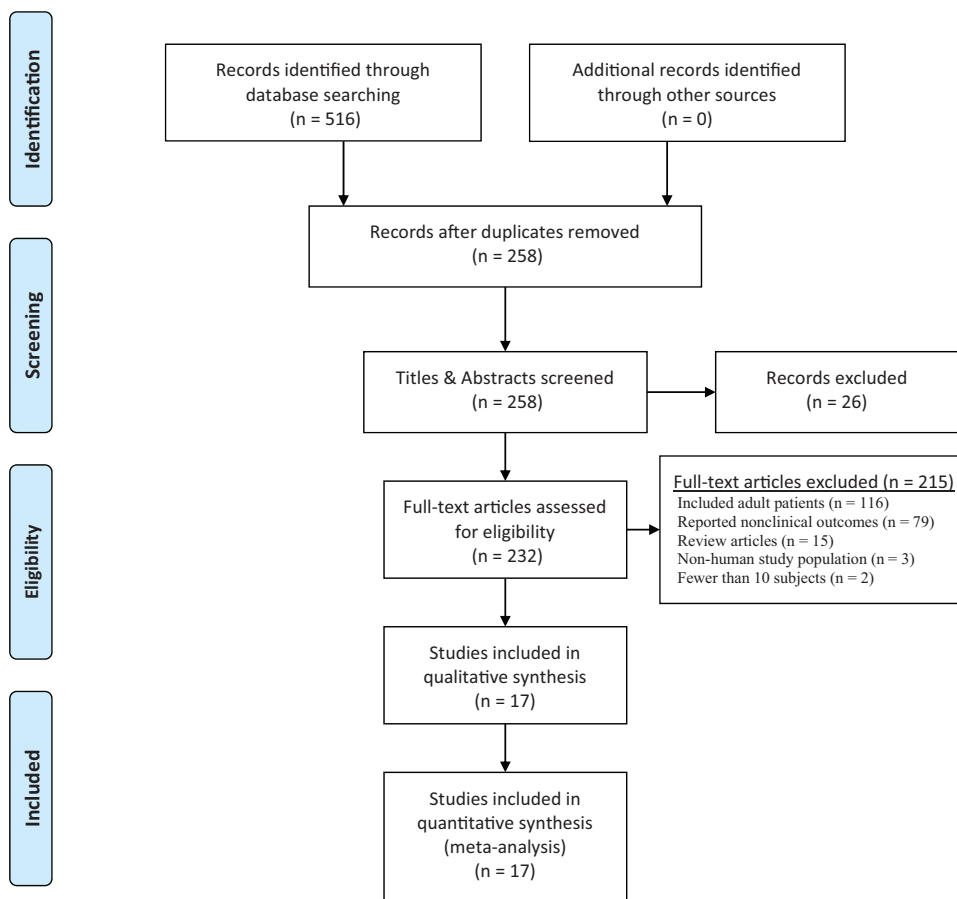 Identification
Records identified through
database searching
(n = 516)
Additional records identified
through other sources
(n = 0)
Records after duplicates removed
(n = 258)
Screening
Titles & Abstracts screened
(n = 258)
Records excluded
(n = 26)
Eligibility
Full-text articles assessed
for eligibility
(n = 232)
Full-text articles excluded (n = 215)
Included adult patients (n = 116)
Reported nonclinical outcomes (n = 79)
Review articles (n = 15)
Non-human study population (n = 3)
Fewer than 10 subjects (n = 2)
Studies included in
qualitative synthesis
(n = 17)
Included
Studies included in
quantitative synthesis
(meta-analysis)
(n = 17)